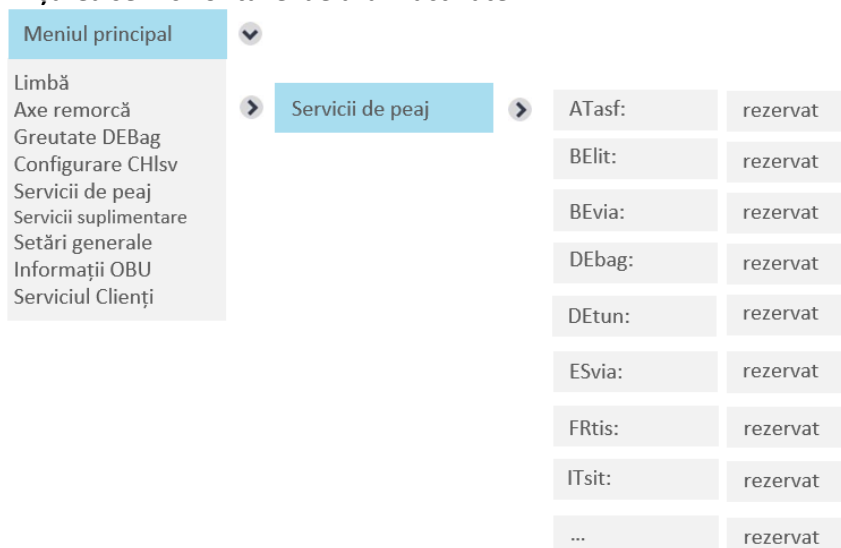 Meniul principal
Limbă
Axe remorcă
Greutate DEBag
Configurare CHlsv
Servicii de peaj
Servicii suplimentare
Setări generale
Informații OBU
Serviciul Clienți
Servicii de peaj
ATasf: rezervat
BElit: rezervat
BEvia: rezervat
DEbag: rezervat
DEtun: rezervat
ESvia: rezervat
FRtis: rezervat
ITsit: rezervat
... rezervat